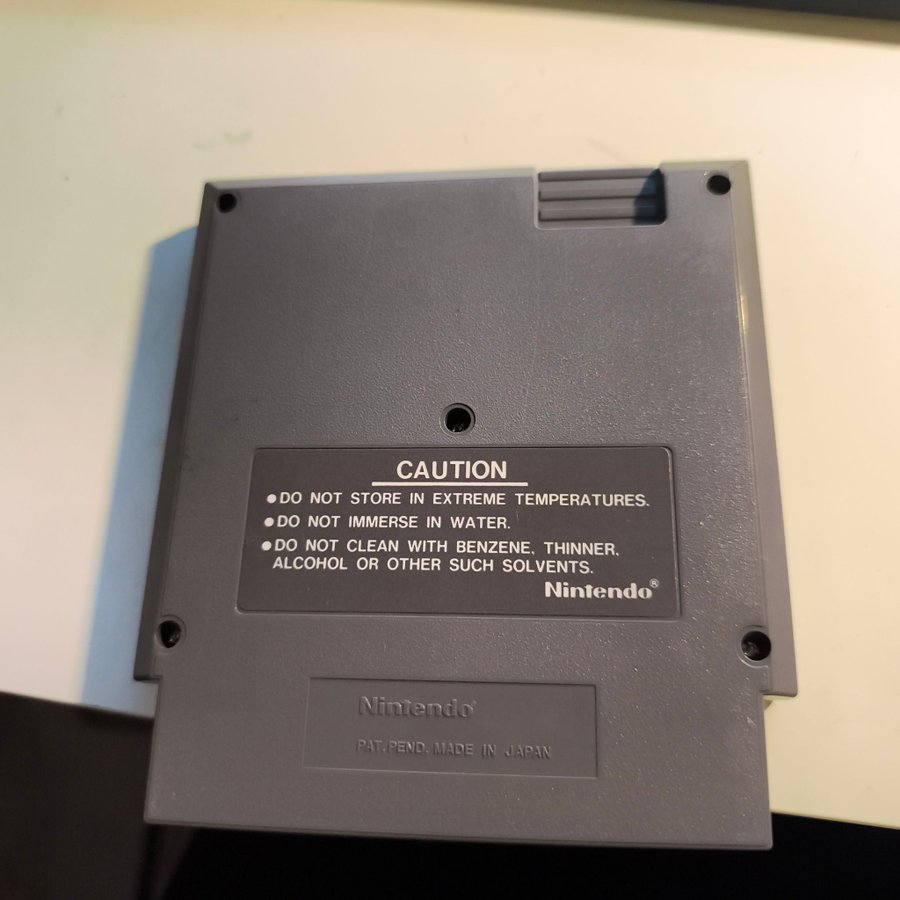 CAUTION
●DO NOT STORE IN EXTREME TEMPERATURES.
●DO NOT IMMERSE IN WATER.
●DO NOT CLEAN WITH BENZENE, THINNER,
ALCOHOL OR OTHER SUCH SOLVENTS.
Nintendo®
Nintendo®
PAT. PEND. MADE IN JAPAN